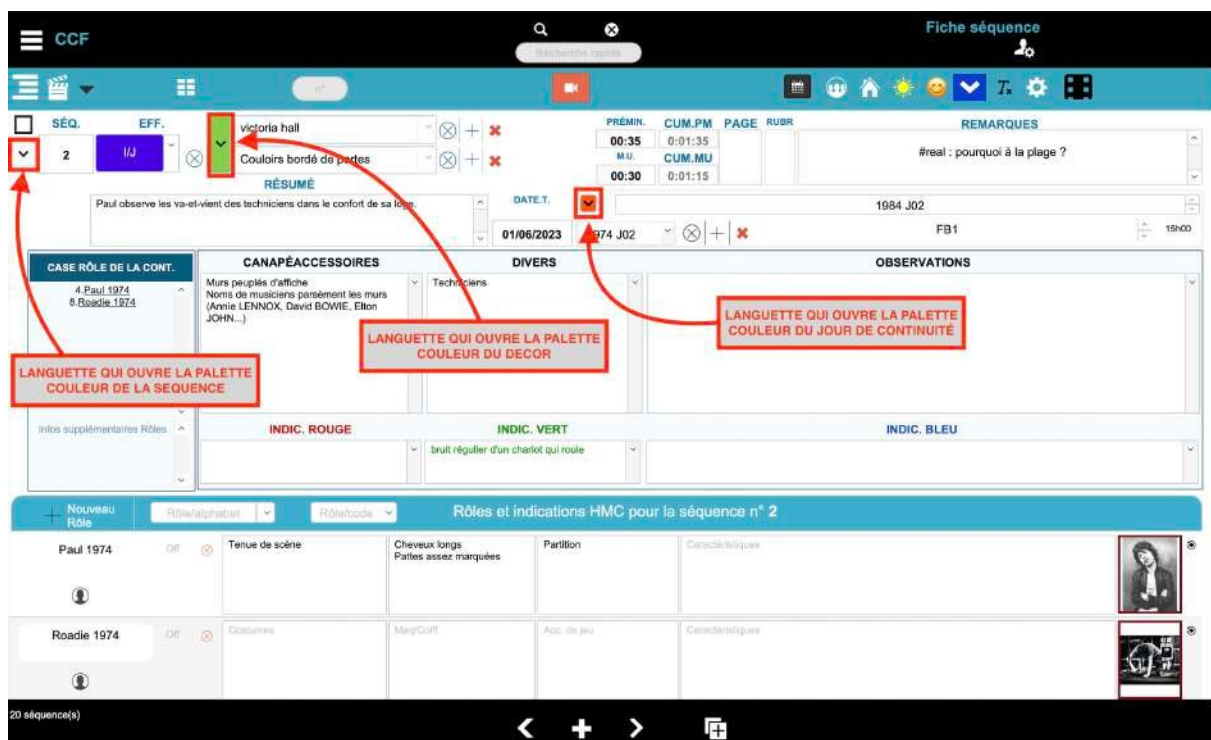 CCF
Recherche rapide
Fiche séquence
n°
SÉQ.
EFF.
2
I/J
victoria hall
Couloirs bordé de portes
PRÉMIN.
CUM.PM
PAGE
RUBR
00:35
0:01:35
M.U.
CUM.MU
00:30
0:01:15
REMARQUES
#real : pourquoi à la plage ?
RÉSUMÉ
Paul observe les va-et-vient des techniciens dans le confort de sa loge.
DATE.T.
01/06/2023
1974 J02
1984 J02
FB1
15h00
CASE RÔLE DE LA CONT.
4.Paul 1974
8.Roadie 1974
CANAPÉACCESSOIRES
Murs peuplés d'affiche
Noms de musiciens parsèment les murs
(Annie LENNOX, David BOWIE, Elton
JOHN...)
DIVERS
Techniciens
OBSERVATIONS
LANGUETTE QUI OUVRE LA PALETTE
COULEUR DE LA SEQUENCE
LANGUETTE QUI OUVRE LA PALETTE
COULEUR DU DECOR
LANGUETTE QUI OUVRE LA PALETTE
COULEUR DU JOUR DE CONTINUITÉ
Infos supplémentaires Rôles
INDIC. ROUGE
INDIC. VERT
bruit régulier d'un chariot qui roule
INDIC. BLEU
Nouveau
Rôle
Rôle/alphabet
Rôle/code
Rôles et indications HMC pour la séquence n° 2
Paul 1974
Off
Tenue de scène
Cheveux longs
Pattes assez marquées
Partition
Caractéristiques
Roadie 1974
Off
Costumes
Maq/Coiff.
Acc. de jeu
Caractéristiques
20 séquence(s)